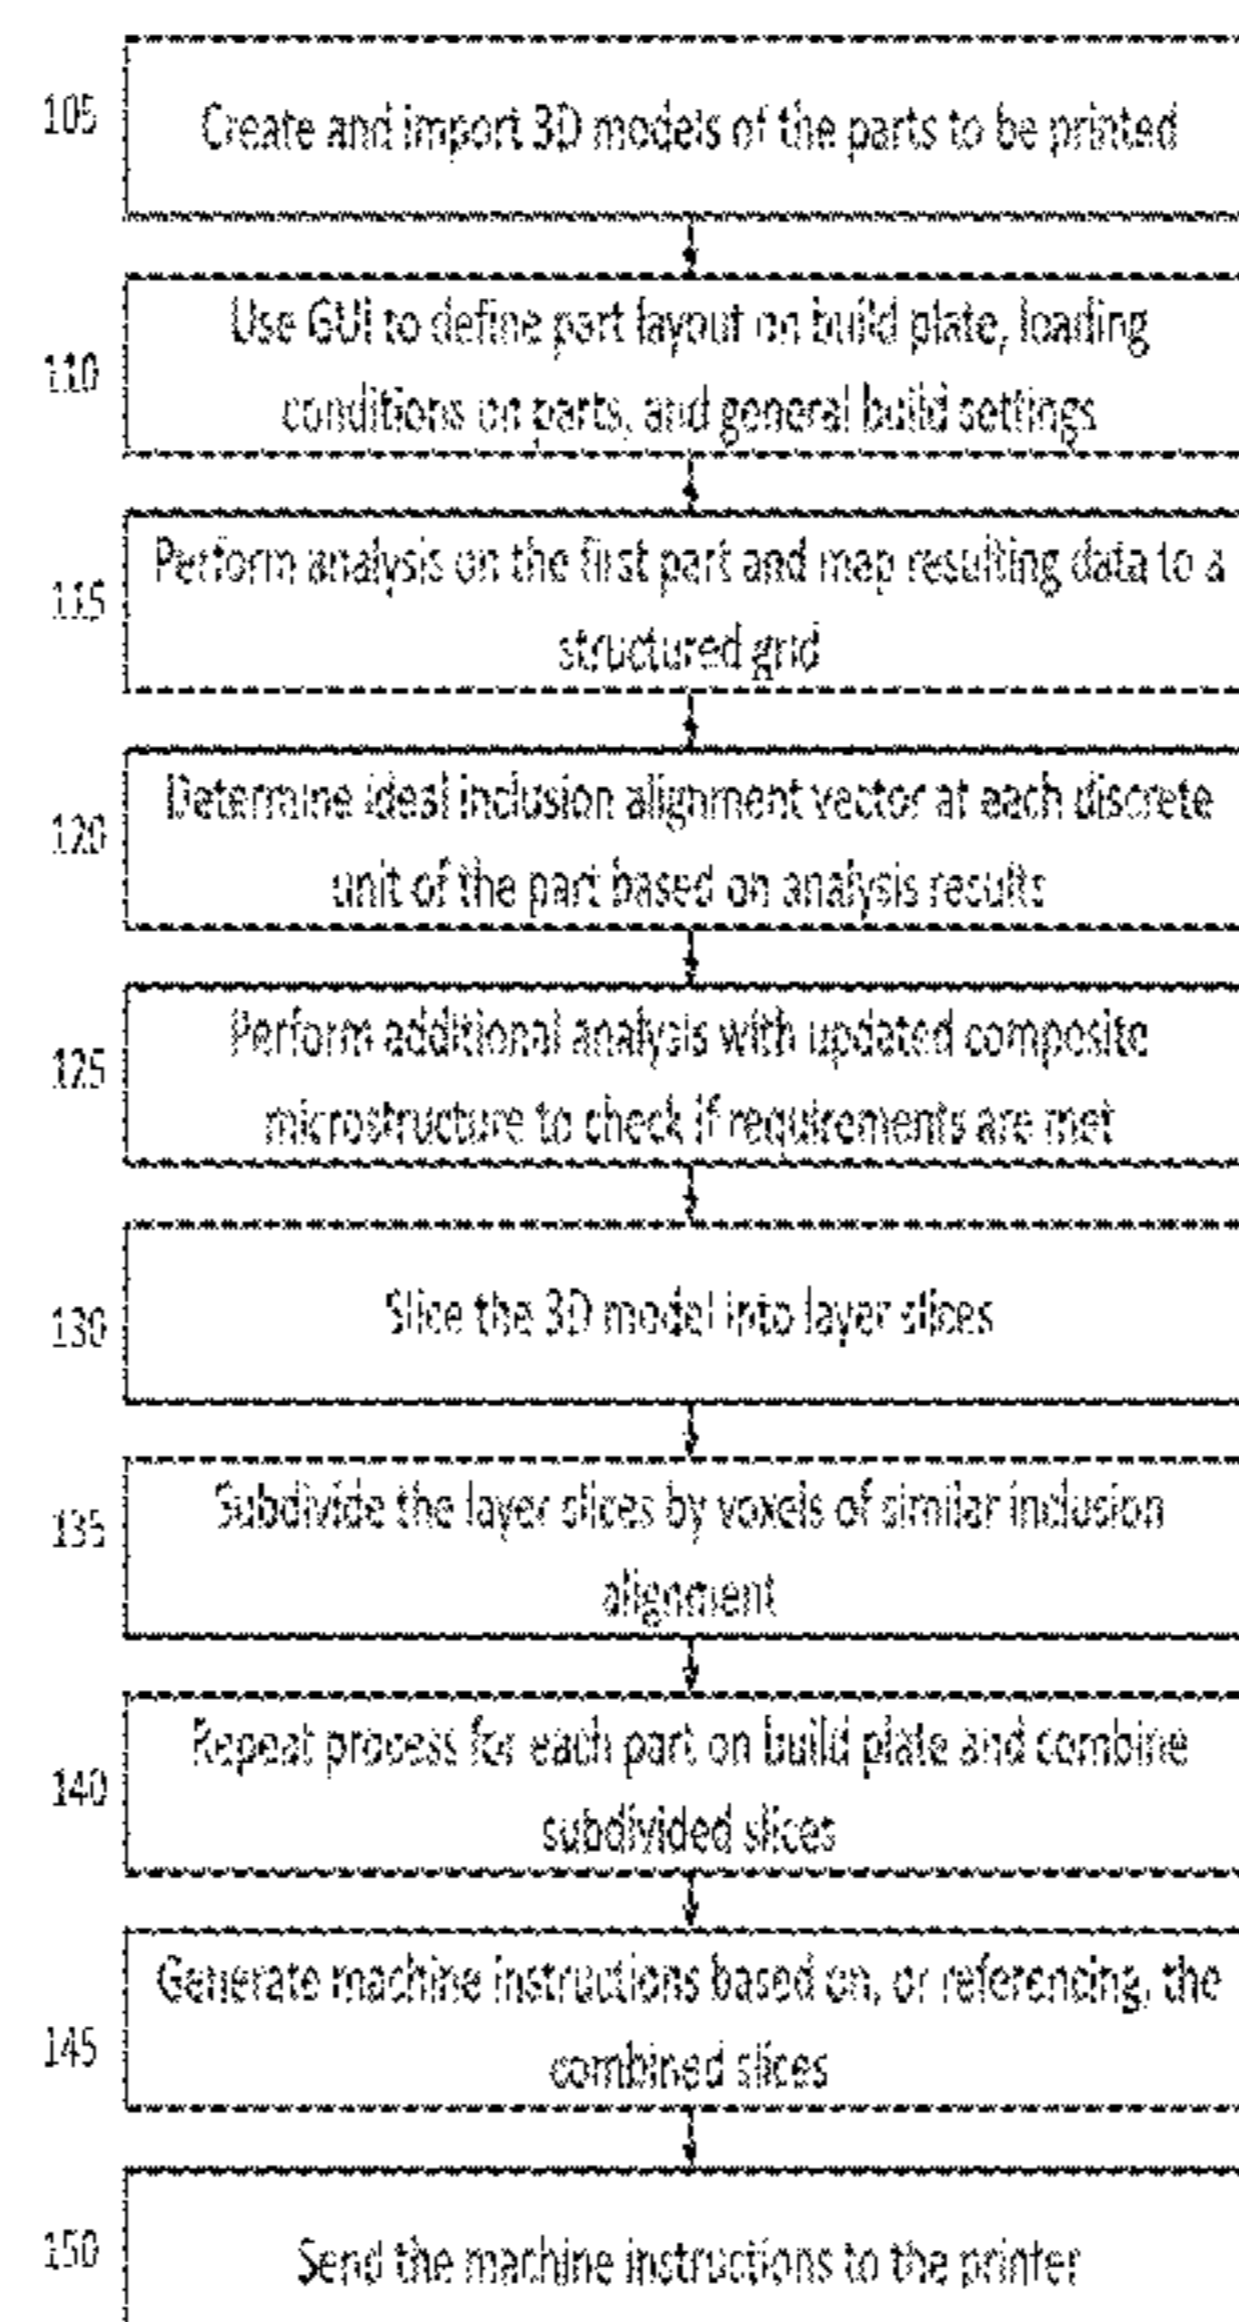 105
Create and import 3D models of the parts to be printed
110
Use GUI to define part layout on build plate, loading
conditions on parts, and general build settings
115
Perform analysis on the first part and map resulting data to a
structured grid
120
Determine ideal inclusion alignment vector at each discrete
unit of the part based on analysis results
125
Perform additional analysis with updated composite
microstructure to check if requirements are met
130
Slice the 3D model into layer slices
135
Subdivide the layer slices by voxels of similar inclusion
alignment
140
Repeat process for each part on build plate and combine
subdivided slices
145
Generate machine instructions based on, or referencing, the
combined slices
150
Send the machine instructions to the printer